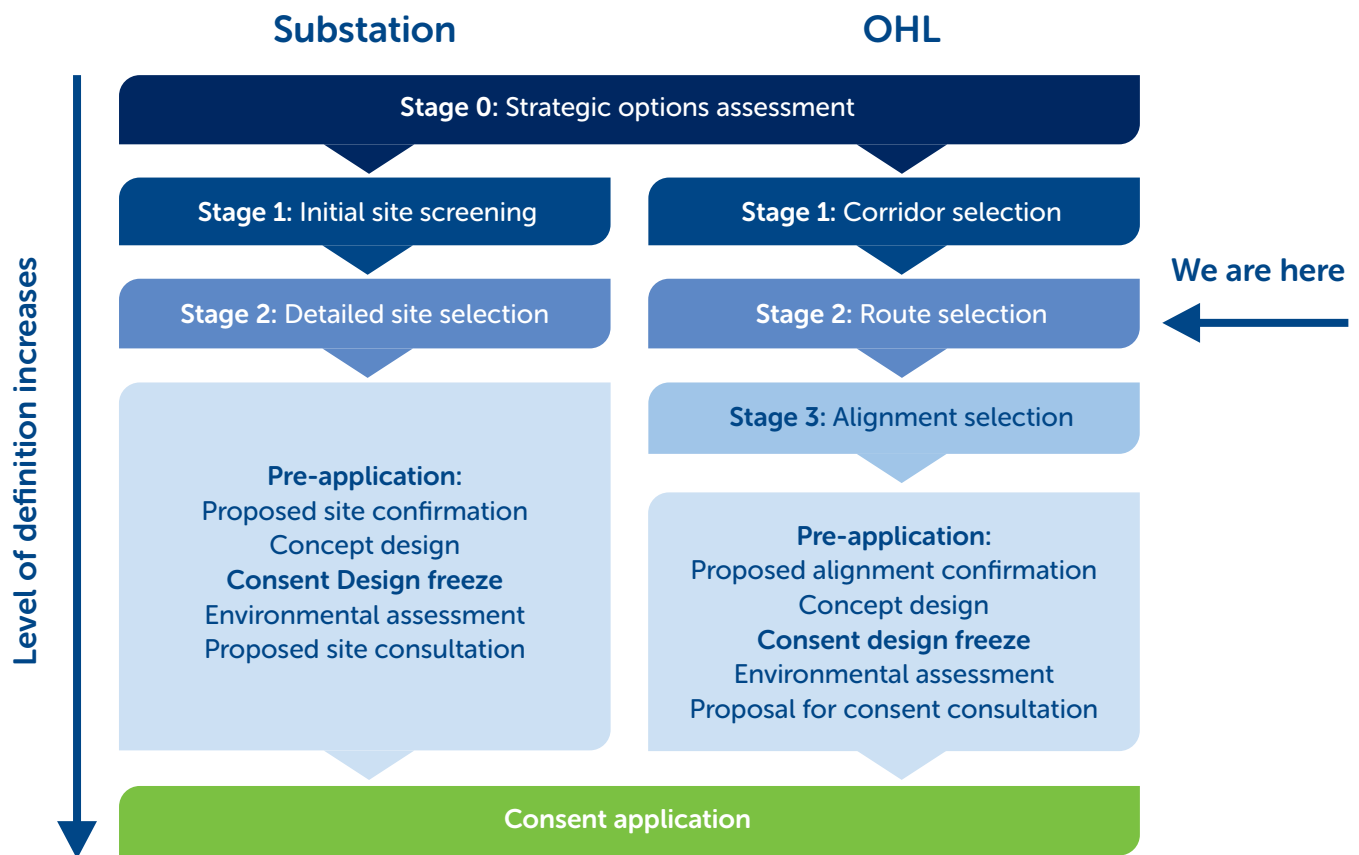 Substation
OHL
Stage 0: Strategic options assessment
Stage 1: Initial site screening
Stage 1: Corridor selection
We are here
Stage 2: Detailed site selection
Stage 2: Route selection
Level of definition increases
Stage 3: Alignment selection
Pre-application:
Proposed site confirmation
Concept design
Consent Design freeze
Environmental assessment
Proposed site consultation
Pre-application:
Proposed alignment confirmation
Concept design
Consent design freeze
Environmental assessment
Proposal for consent consultation
Consent application